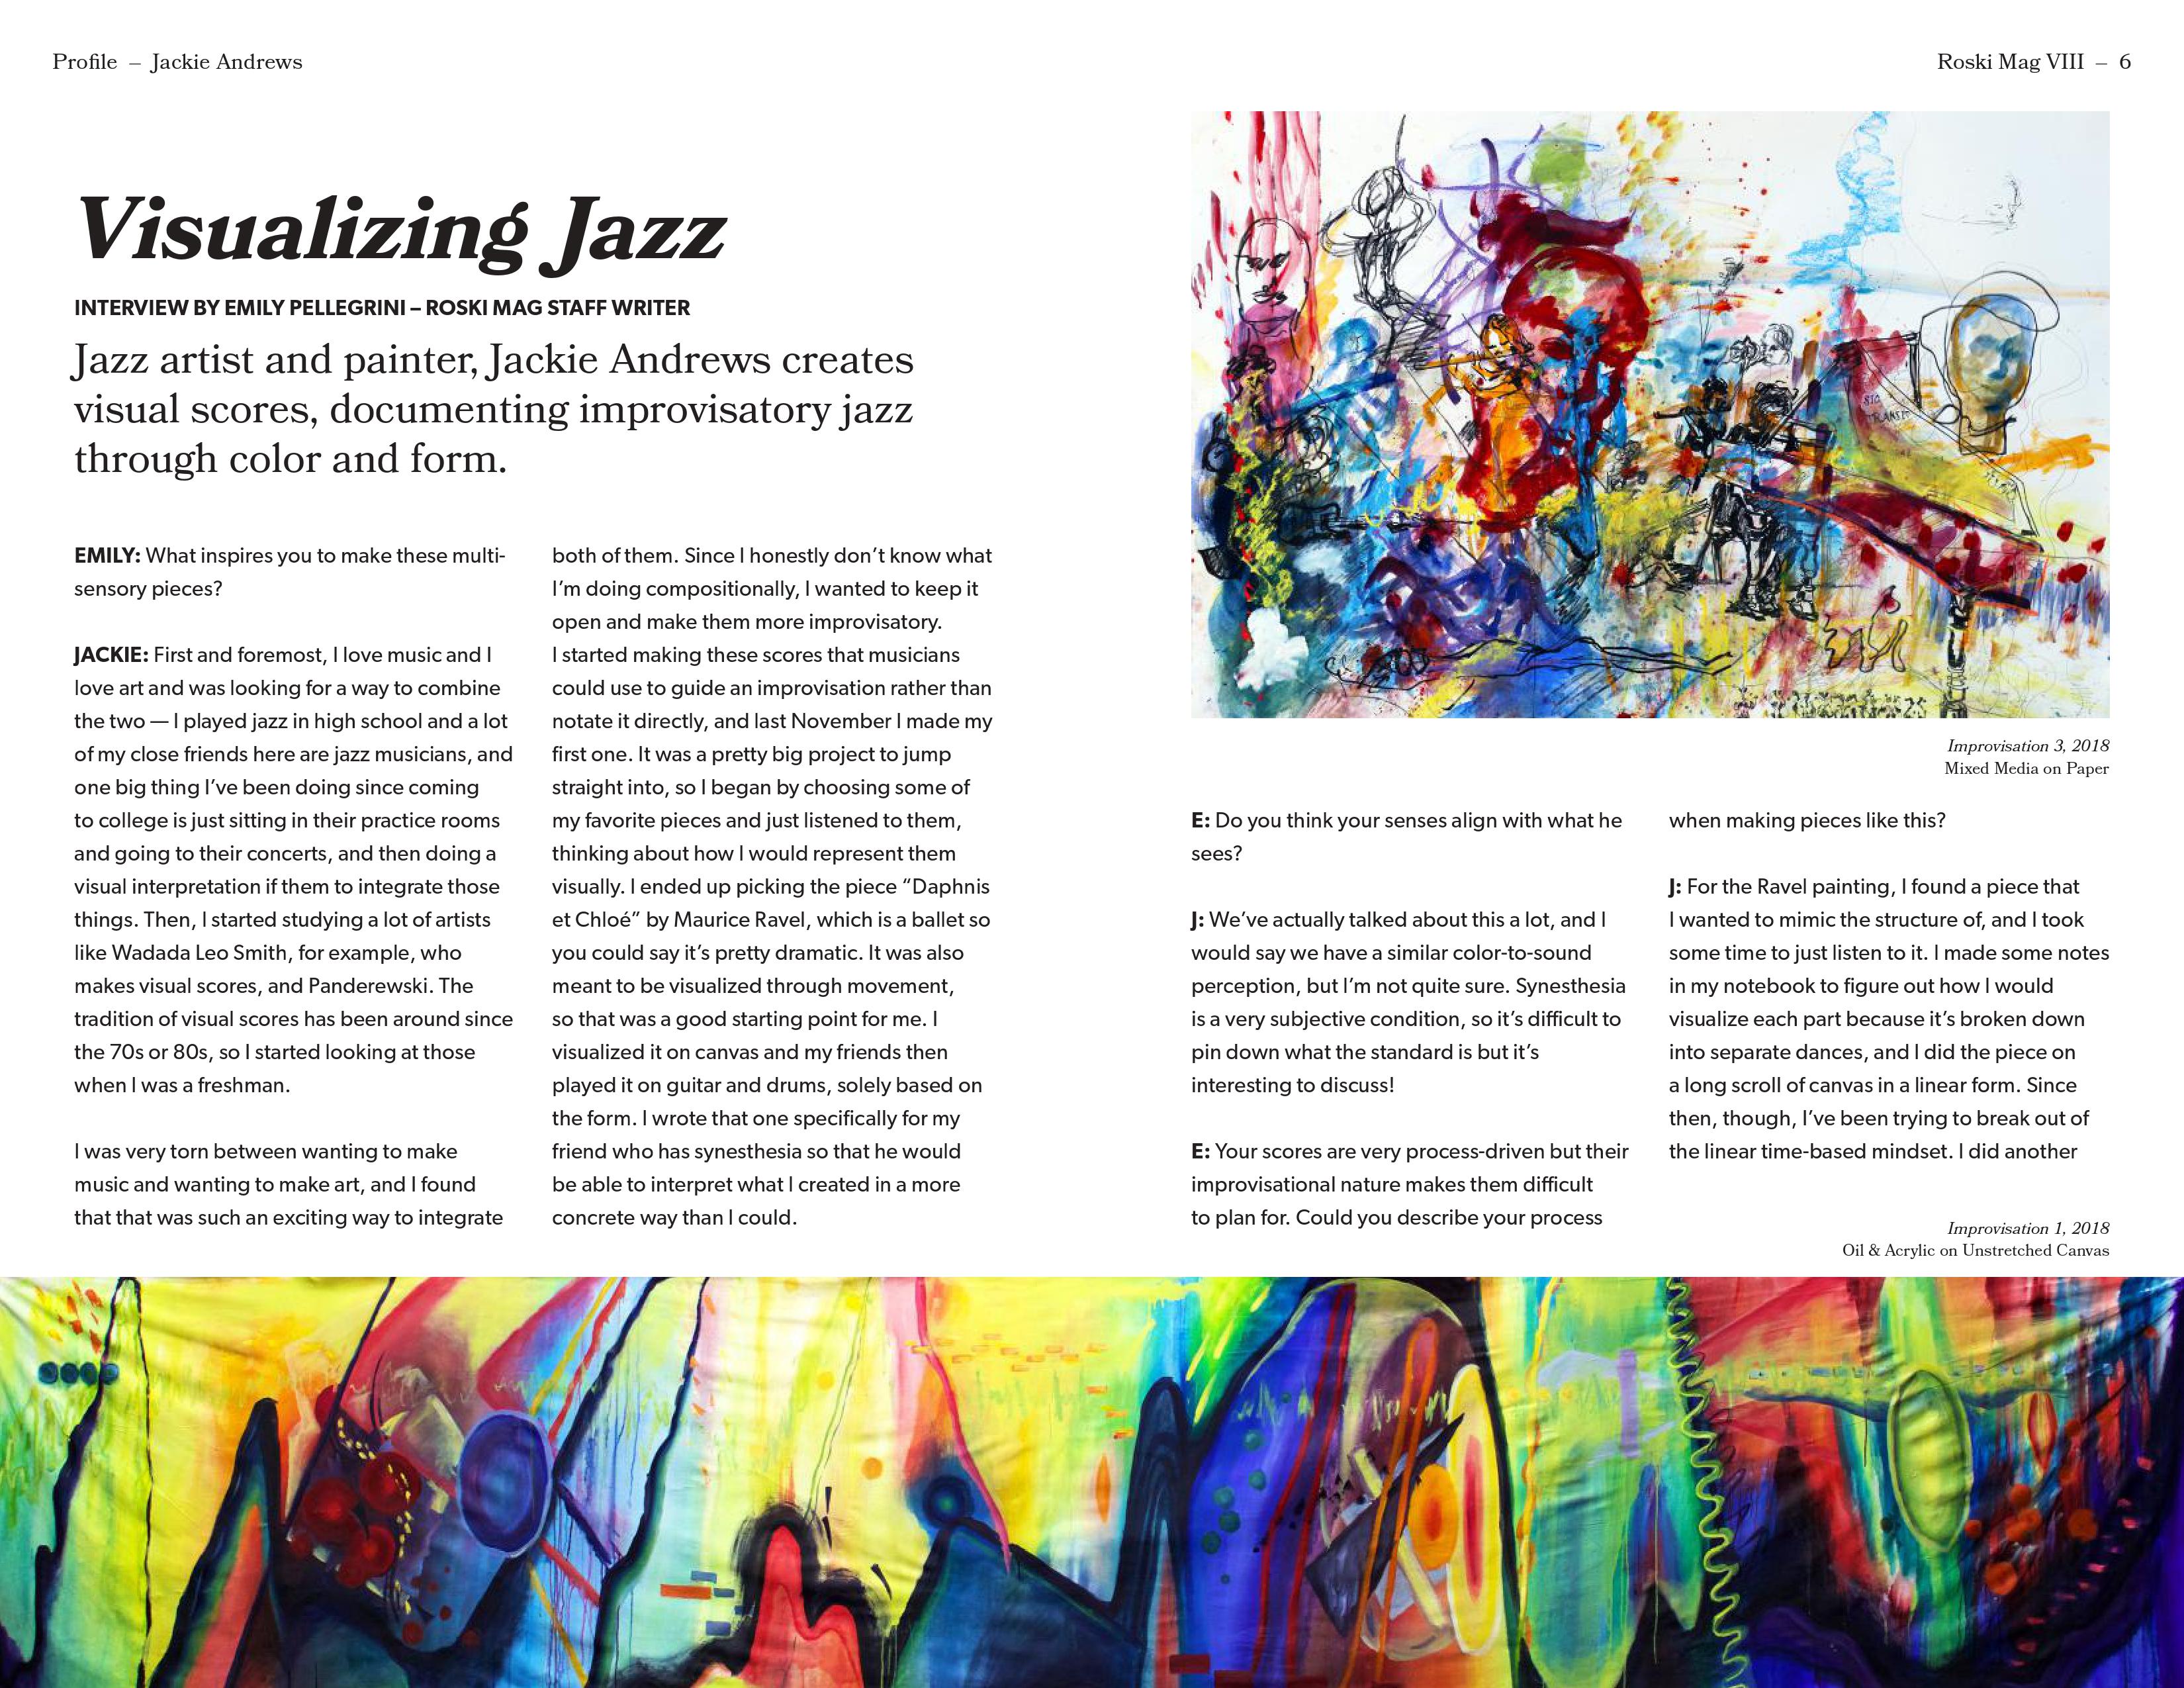 Profile – Jackie Andrews
Roski Mag VIII – 6
Visualizing Jazz
INTERVIEW BY EMILY PELLEGRINI – ROSKI MAG STAFF WRITER
Jazz artist and painter, Jackie Andrews creates
visual scores, documenting improvisatory jazz
through color and form.
EMILY: What inspires you to make these multi-
sensory pieces?
JACKIE: First and foremost, I love music and I
love art and was looking for a way to combine
the two — I played jazz in high school and a lot
of my close friends here are jazz musicians, and
one big thing I’ve been doing since coming
to college is just sitting in their practice rooms
and going to their concerts, and then doing a
visual interpretation if them to integrate those
things. Then, I started studying a lot of artists
like Wadada Leo Smith, for example, who
makes visual scores, and Panderewski. The
tradition of visual scores has been around since
the 70s or 80s, so I started looking at those
when I was a freshman.
I was very torn between wanting to make
music and wanting to make art, and I found
that that was such an exciting way to integrate
both of them. Since I honestly don’t know what
I’m doing compositionally, I wanted to keep it
open and make them more improvisatory.
I started making these scores that musicians
could use to guide an improvisation rather than
notate it directly, and last November I made my
first one. It was a pretty big project to jump
straight into, so I began by choosing some of
my favorite pieces and just listened to them,
thinking about how I would represent them
visually. I ended up picking the piece “Daphnis
et Chloé” by Maurice Ravel, which is a ballet so
you could say it’s pretty dramatic. It was also
meant to be visualized through movement,
so that was a good starting point for me. I
visualized it on canvas and my friends then
played it on guitar and drums, solely based on
the form. I wrote that one specifically for my
friend who has synesthesia so that he would
be able to interpret what I created in a more
concrete way than I could.
Improvisation 3, 2018
Mixed Media on Paper
E: Do you think your senses align with what he
sees?
J: We’ve actually talked about this a lot, and I
would say we have a similar color-to-sound
perception, but I’m not quite sure. Synesthesia
is a very subjective condition, so it’s difficult to
pin down what the standard is but it’s
interesting to discuss!
E: Your scores are very process-driven but their
improvisational nature makes them difficult
to plan for. Could you describe your process
when making pieces like this?
J: For the Ravel painting, I found a piece that
I wanted to mimic the structure of, and I took
some time to just listen to it. I made some notes
in my notebook to figure out how I would
visualize each part because it’s broken down
into separate dances, and I did the piece on
a long scroll of canvas in a linear form. Since
then, though, I’ve been trying to break out of
the linear time-based mindset. I did another
Improvisation 1, 2018
Oil & Acrylic on Unstretched Canvas